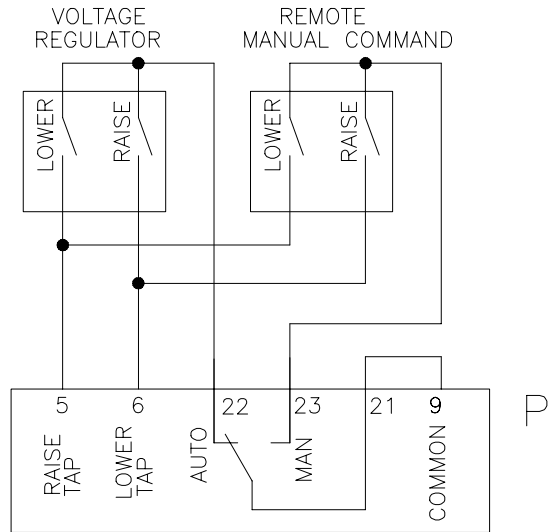 VOLTAGE
REGULATOR
REMOTE
MANUAL COMMAND
LOWER
RAISE
LOWER
RAISE
5
6
22
23
21
9
RAISE
TAP
LOWER
TAP
AUTO
MAN
COMMON
P